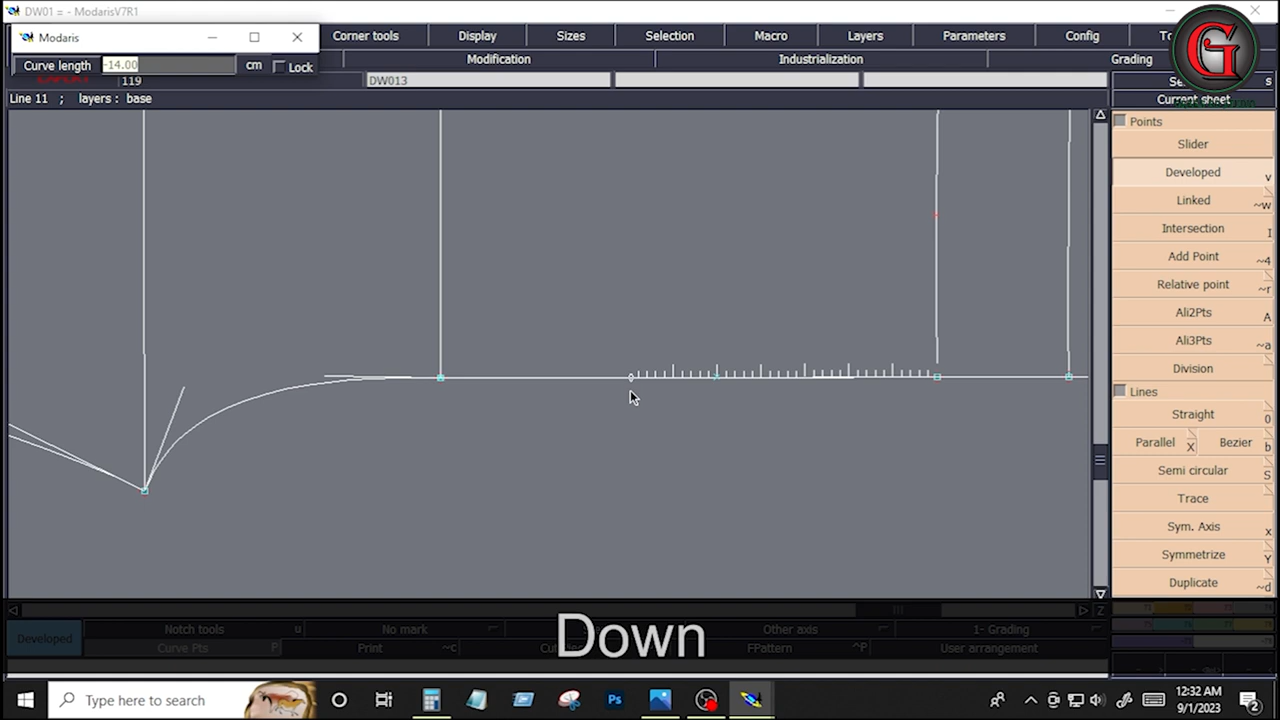 DW01 = - ModarisV7R1
Modaris
Curve length -14.00 cm Lock
Corner tools Display Sizes Selection Macro Layers Parameters Config
Modification Industrialization Grading
119 DW013
Line 11 ; layers : base
s
Current sheet
Points
Slider
Developed v
Linked ~w
Intersection I
Add Point ~4
Relative point ~r
Ali2Pts A
Ali3Pts ~a
Division
Lines
Straight 0
Parallel X Bezier b
Semi circular S
Trace
Sym. Axis x
Symmetrize Y
Duplicate ~d
G
Down
Developed Notch tools u No mark Other axis 1- Grading
Curve Pts P Print ~C FPattern ^P User arrangement
Z
Type here to search
Ps
12:32 AM
9/1/2023
2